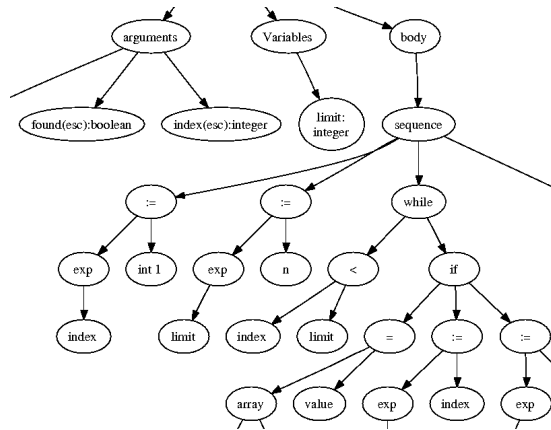 arguments
Variables
body
found(esc):boolean
index(esc):integer
limit:
integer
sequence
:=
:=
while
exp
int 1
exp
n
<
if
index
limit
index
limit
=
:=
:=
array
value
exp
index
exp